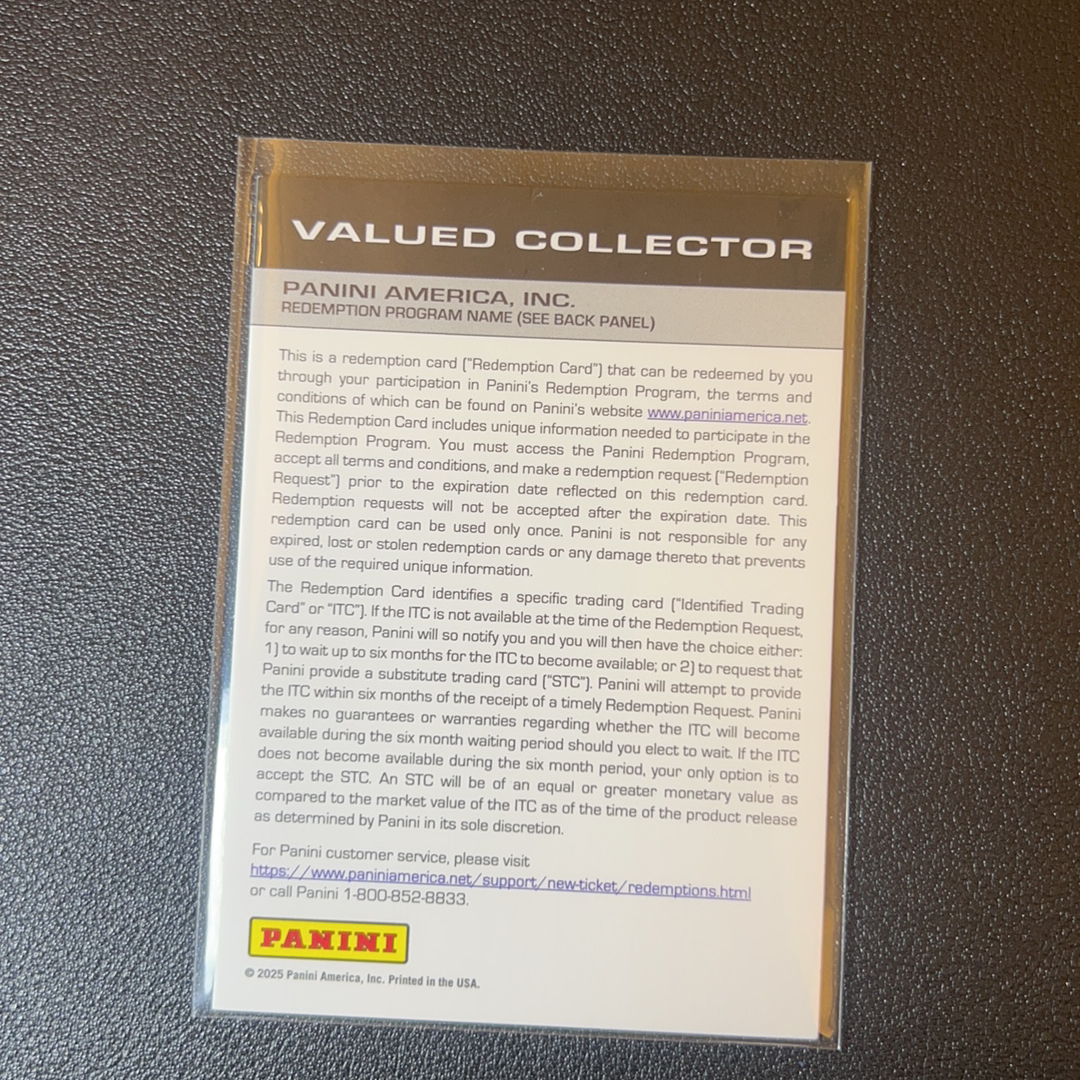 VALUED COLLECTOR
PANINI AMERICA, INC.
REDEMPTION PROGRAM NAME (SEE BACK PANEL)
This is a redemption card ("Redemption Card") that can be redeemed by you
through your participation in Panini's Redemption Program, the terms and
conditions of which can be found on Panini's website www.paniniamerica.net.
This Redemption Card includes unique information needed to participate in the
Redemption Program. You must access the Panini Redemption Program,
accept all terms and conditions, and make a redemption request ("Redemption
Request") prior to the expiration date reflected on this redemption card.
Redemption requests will not be accepted after the expiration date. This
redemption card can be used only once. Panini is not responsible for any
expired, lost or stolen redemption cards or any damage thereto that prevents
use of the required unique information.
The Redemption Card identifies a specific trading card ("Identified Trading
Card" or "ITC"). If the ITC is not available at the time of the Redemption Request,
for any reason, Panini will so notify you and you will then have the choice either:
1) to wait up to six months for the ITC to become available; or 2) to request that
Panini provide a substitute trading card ("STC"). Panini will attempt to provide
the ITC within six months of the receipt of a timely Redemption Request. Panini
makes no guarantees or warranties regarding whether the ITC will become
available during the six month waiting period should you elect to wait. If the ITC
does not become available during the six month period, your only option is to
accept the STC. An STC will be of an equal or greater monetary value as
compared to the market value of the ITC as of the time of the product release
as determined by Panini in its sole discretion.
For Panini customer service, please visit
https://www.paniniamerica.net/support/new-ticket/redemptions.html
or call Panini 1-800-852-8833.
PANINI
© 2025 Panini America, Inc. Printed in the USA.